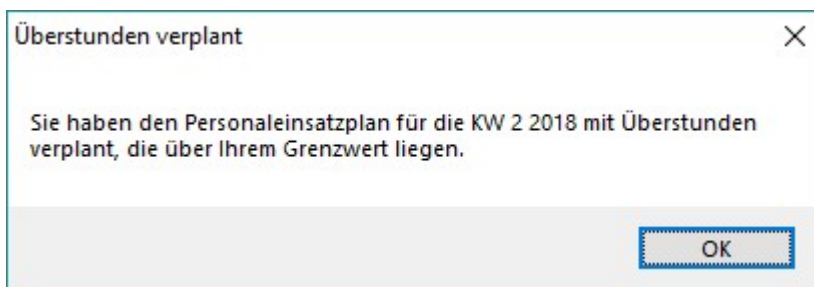 Überstunden verplant
Sie haben den Personaleinsatzplan für die KW 2 2018 mit Überstunden
verplant, die über Ihrem Grenzwert liegen.
OK